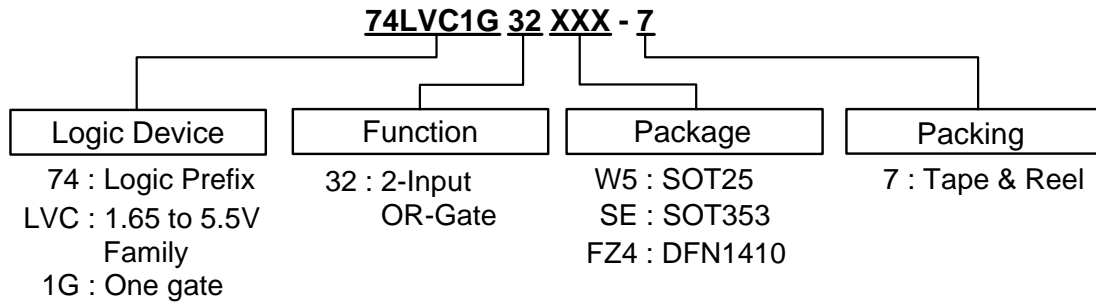 74LVC1G 32 XXX - 7
Logic Device
74 : Logic Prefix
LVC : 1.65 to 5.5V
Family
1G : One gate
Function
32 : 2-Input
OR-Gate
Package
W5 : SOT25
SE : SOT353
FZ4 : DFN1410
Packing
7 : Tape & Reel